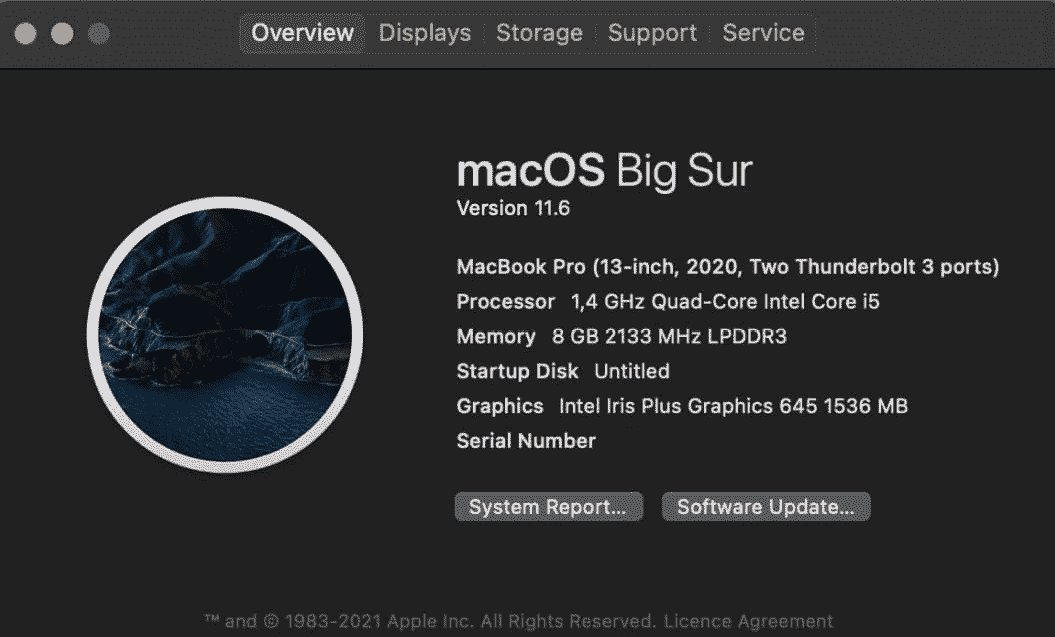 Overview Displays Storage Support Service
macOS Big Sur
Version 11.6
MacBook Pro (13-inch, 2020, Two Thunderbolt 3 ports)
Processor 1,4 GHz Quad-Core Intel Core i5
Memory 8 GB 2133 MHz LPDDR3
Startup Disk Untitled
Graphics Intel Iris Plus Graphics 645 1536 MB
Serial Number
System Report... Software Update...
™ and © 1983-2021 Apple Inc. All Rights Reserved. Licence Agreement